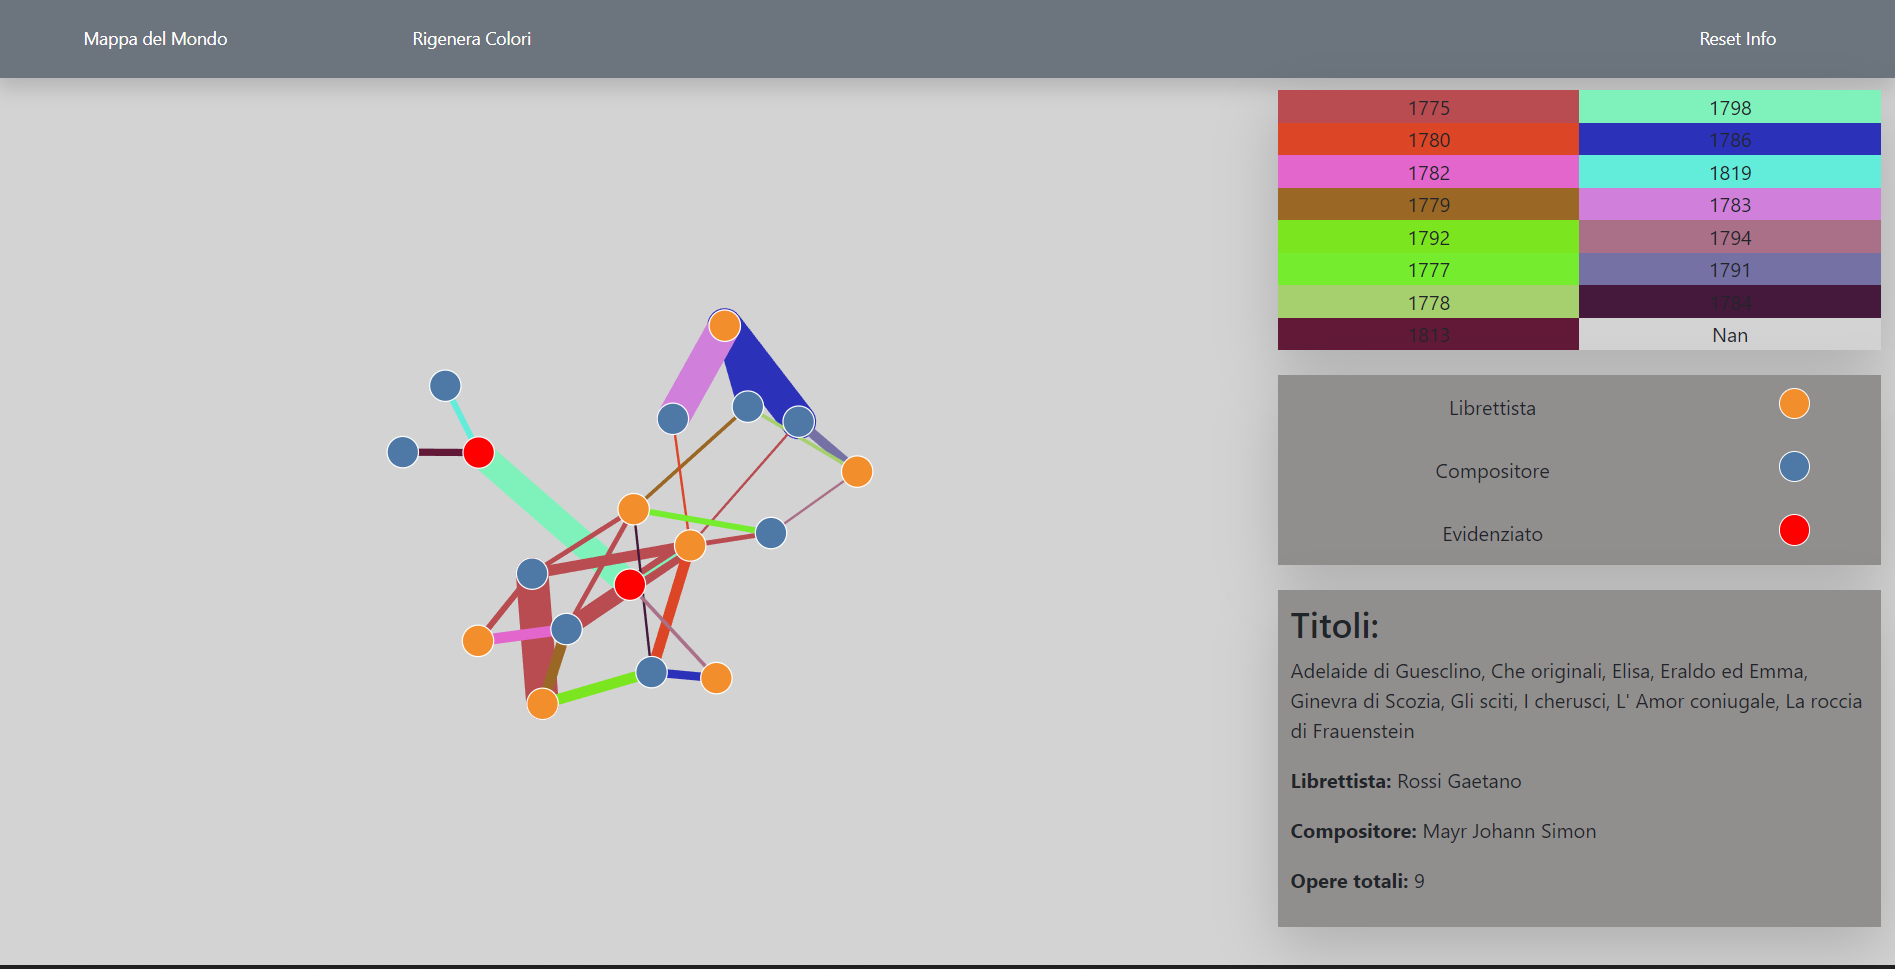 Mappa del Mondo Rigenera Colori Reset Info
1775 1798
1780 1786
1782 1819
1779 1783
1792 1794
1777 1791
1778 1784
1813 Nan
Librettista
Compositore
Evidenziato
Titoli:
Adelaide di Guesclino, Che originali, Elisa, Eraldo ed Emma,
Ginevra di Scozia, Gli sciti, I cherusci, L' Amor coniugale, La roccia
di Frauenstein
Librettista: Rossi Gaetano
Compositore: Mayr Johann Simon
Opere totali: 9